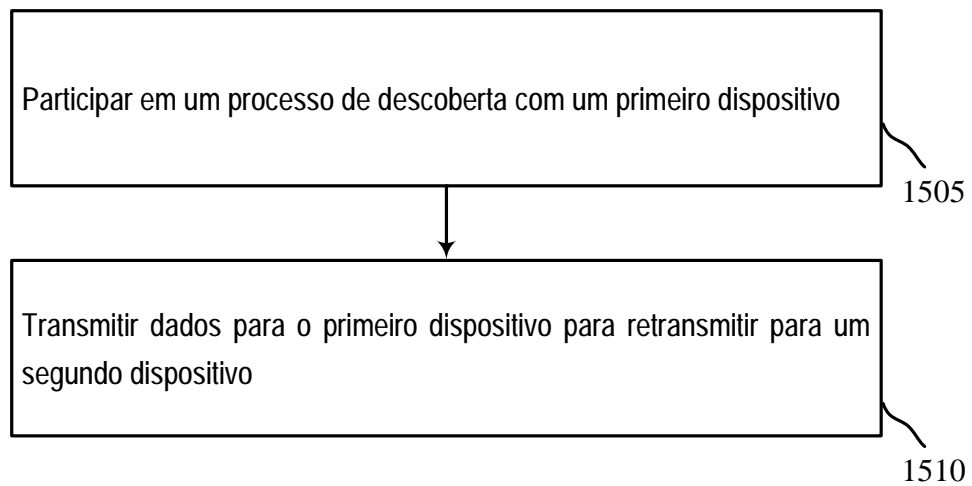 Participar em um processo de descoberta com um primeiro dispositivo
1505
Transmitir dados para o primeiro dispositivo para retransmitir para um
segundo dispositivo
1510